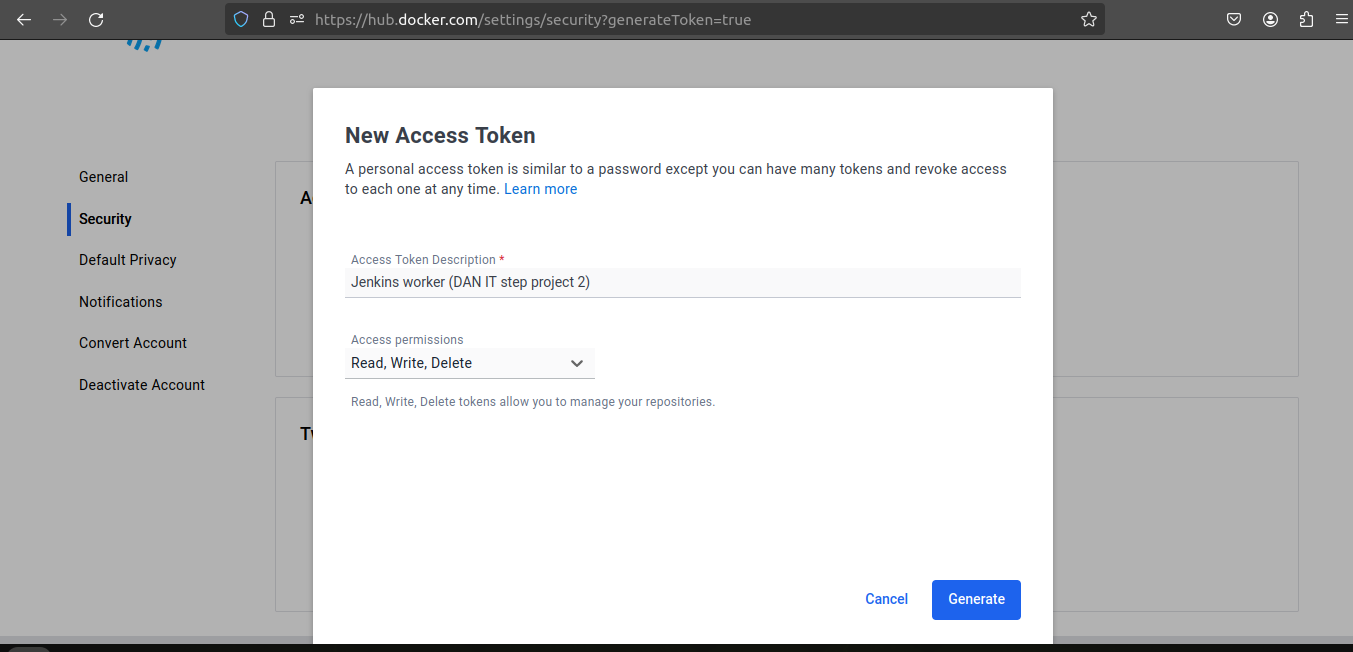 https://hub.docker.com/settings/security?generateToken=true
New Access Token
A personal access token is similar to a password except you can have many tokens and revoke access
to each one at any time. Learn more
General
Security
Default Privacy
Notifications
Convert Account
Deactivate Account
Access Token Description *
Jenkins worker (DAN IT step project 2)
Access permissions
Read, Write, Delete
Read, Write, Delete tokens allow you to manage your repositories.
Cancel
Generate